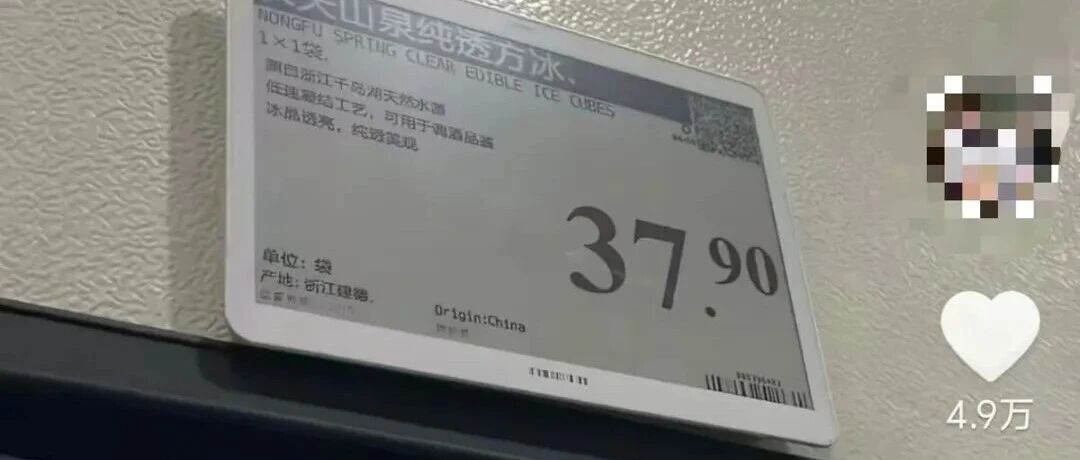 山泉纯透方冰.
NONGFU SPRING CLEAR EDIBLE ICE CUBES
1×1袋.
源自浙江千岛湖天然水源
低速凝结工艺，可用于调酒品鉴
冰晶透亮，纯透美观
37.90
单位：袋
产地：浙江建德.
Origin:China
4.9万